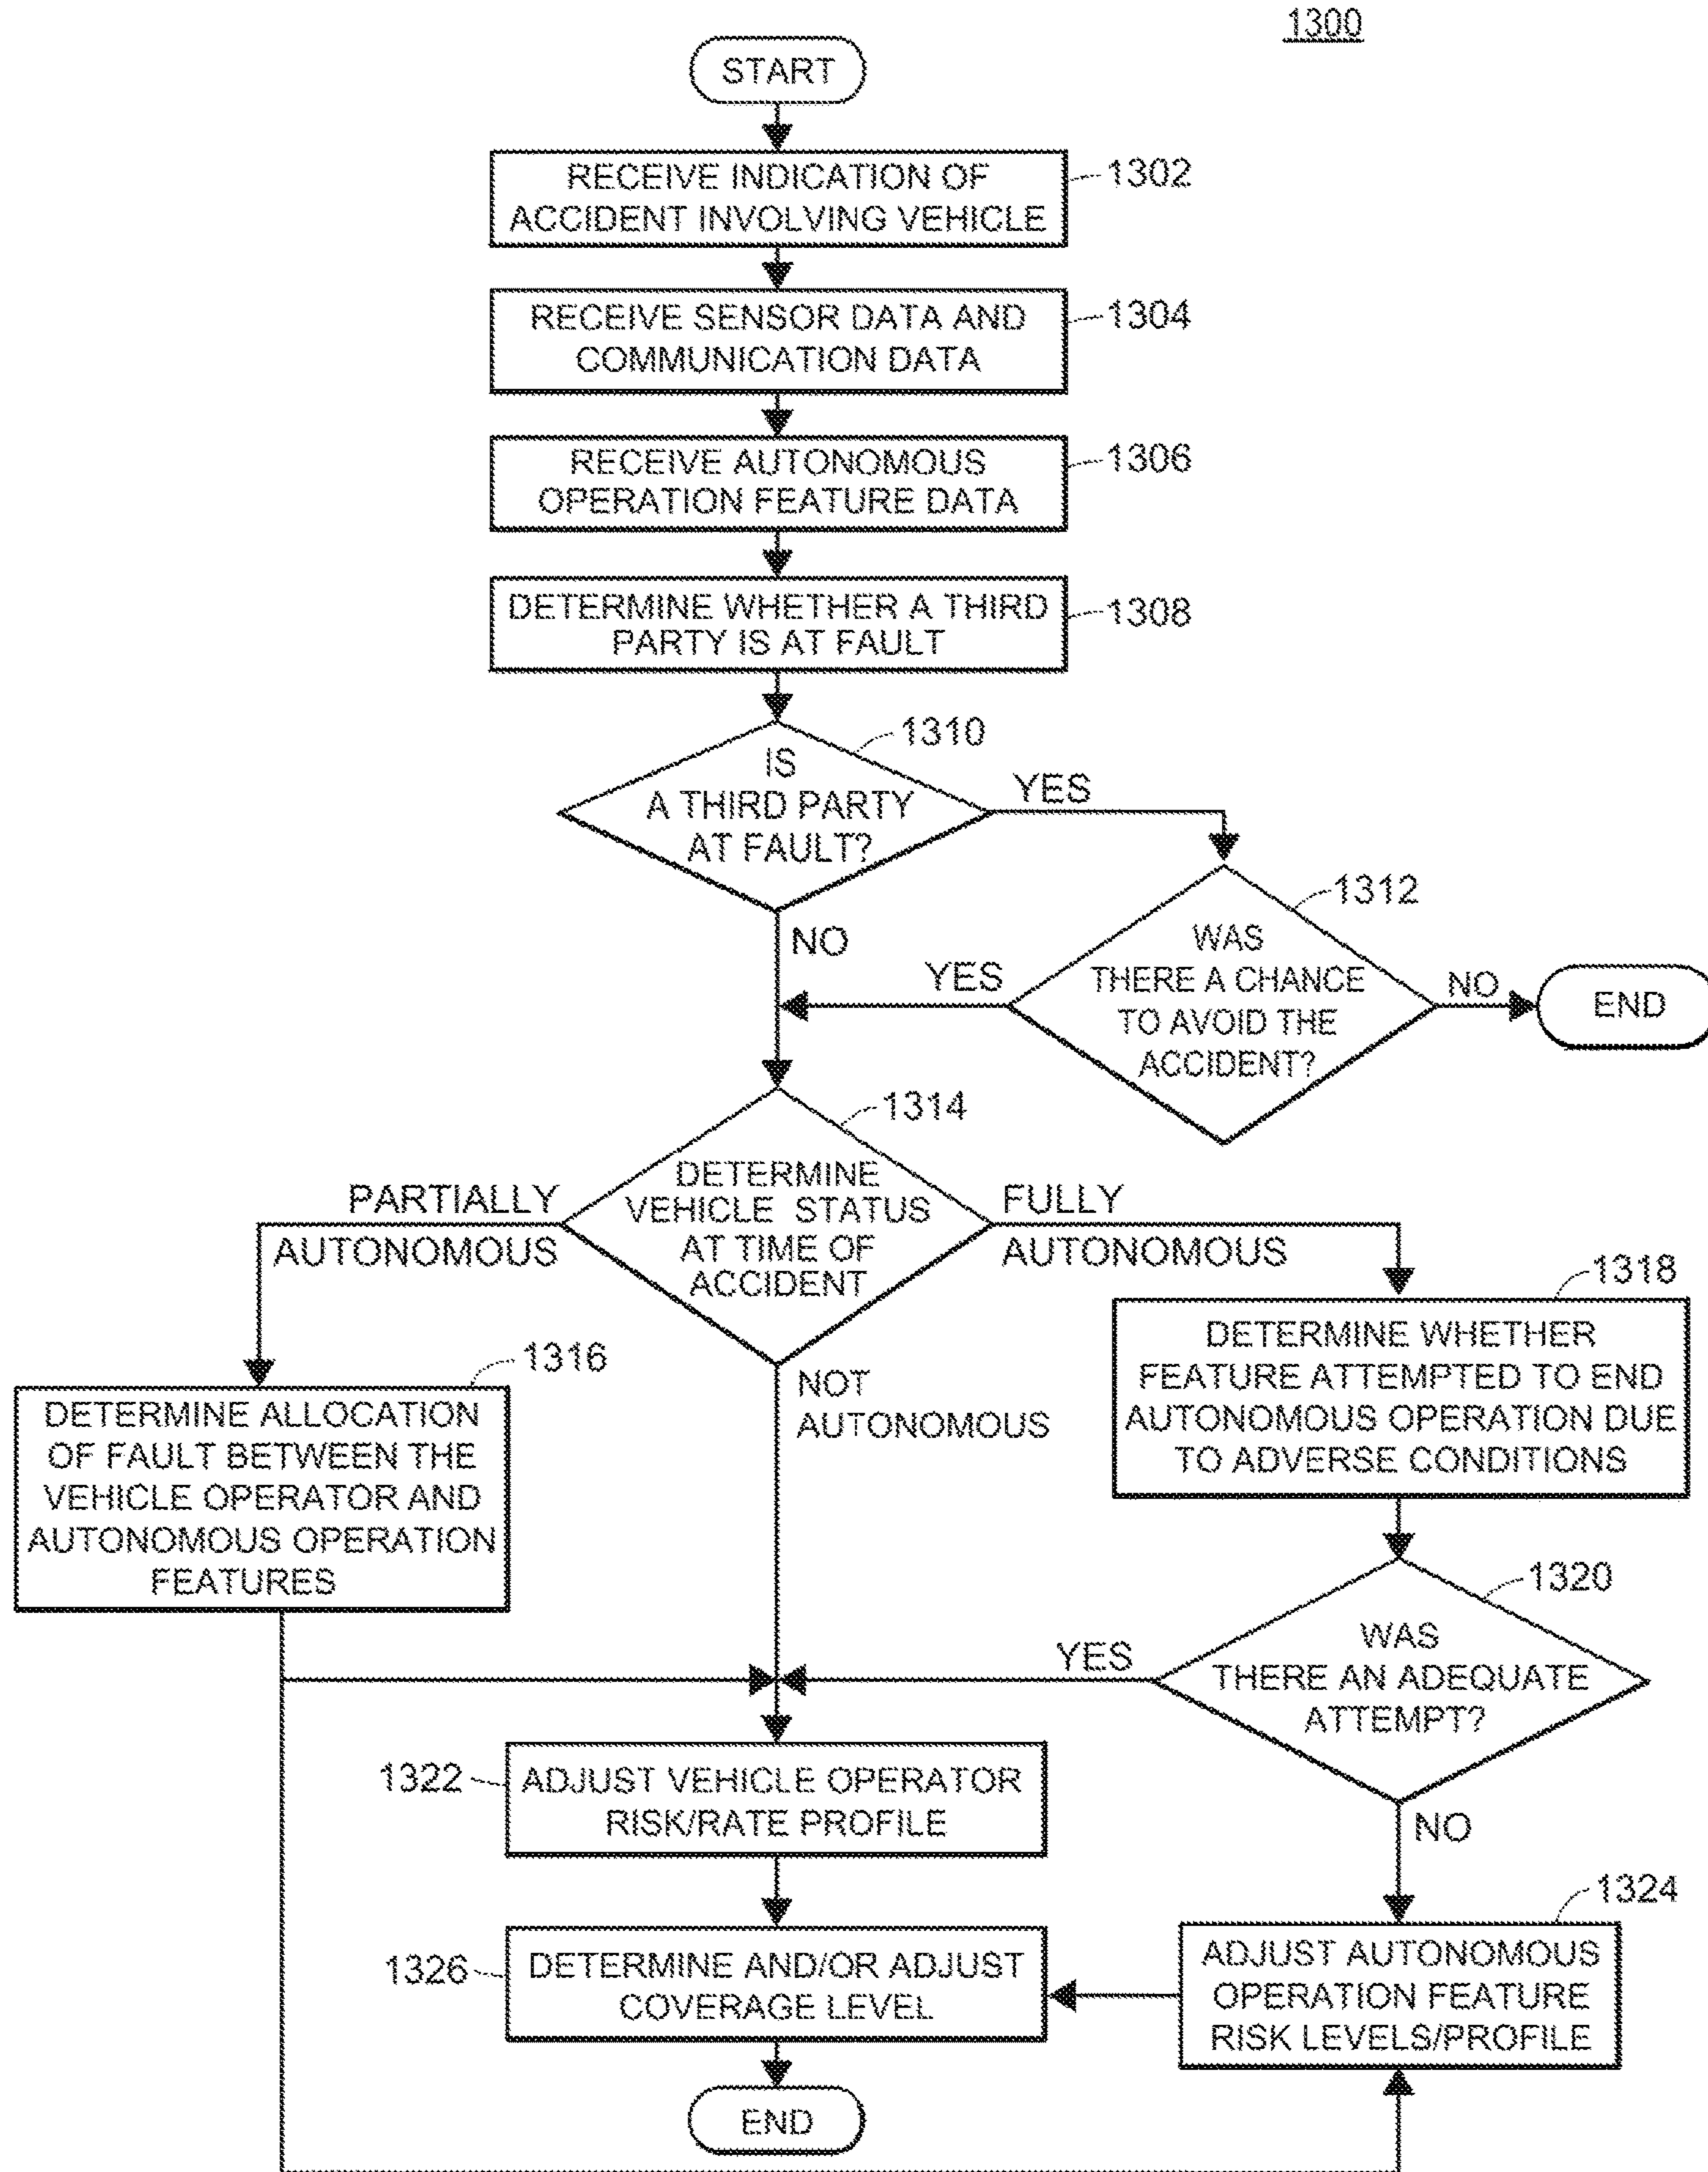 1300
START
RECEIVE INDICATION OF
ACCIDENT INVOLVING VEHICLE
1302
RECEIVE SENSOR DATA AND
COMMUNICATION DATA
1304
RECEIVE AUTONOMOUS
OPERATION FEATURE DATA
1306
DETERMINE WHETHER A THIRD
PARTY IS AT FAULT
1308
1310
IS
A THIRD PARTY
AT FAULT?
YES
NO
1312
WAS
THERE A CHANCE
TO AVOID THE
ACCIDENT?
YES
NO
END
1314
DETERMINE
VEHICLE STATUS
AT TIME OF
ACCIDENT
PARTIALLY
AUTONOMOUS
FULLY
AUTONOMOUS
NOT
AUTONOMOUS
1316
DETERMINE ALLOCATION
OF FAULT BETWEEN THE
VEHICLE OPERATOR AND
AUTONOMOUS OPERATION
FEATURES
1318
DETERMINE WHETHER
FEATURE ATTEMPTED TO END
AUTONOMOUS OPERATION DUE
TO ADVERSE CONDITIONS
1320
WAS
THERE AN ADEQUATE
ATTEMPT?
YES
NO
1322
ADJUST VEHICLE OPERATOR
RISK/RATE PROFILE
1324
ADJUST AUTONOMOUS
OPERATION FEATURE
RISK LEVELS/PROFILE
1326
DETERMINE AND/OR ADJUST
COVERAGE LEVEL
END